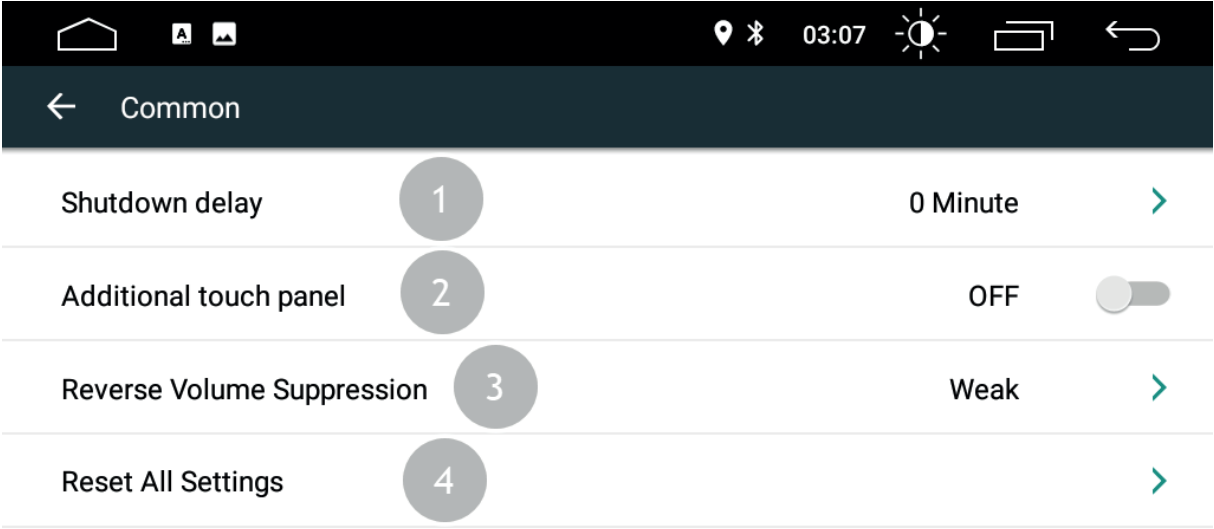 A
03:07
Common
Shutdown delay 1 0 Minute
Additional touch panel 2 OFF
Reverse Volume Suppression 3 Weak
Reset All Settings 4